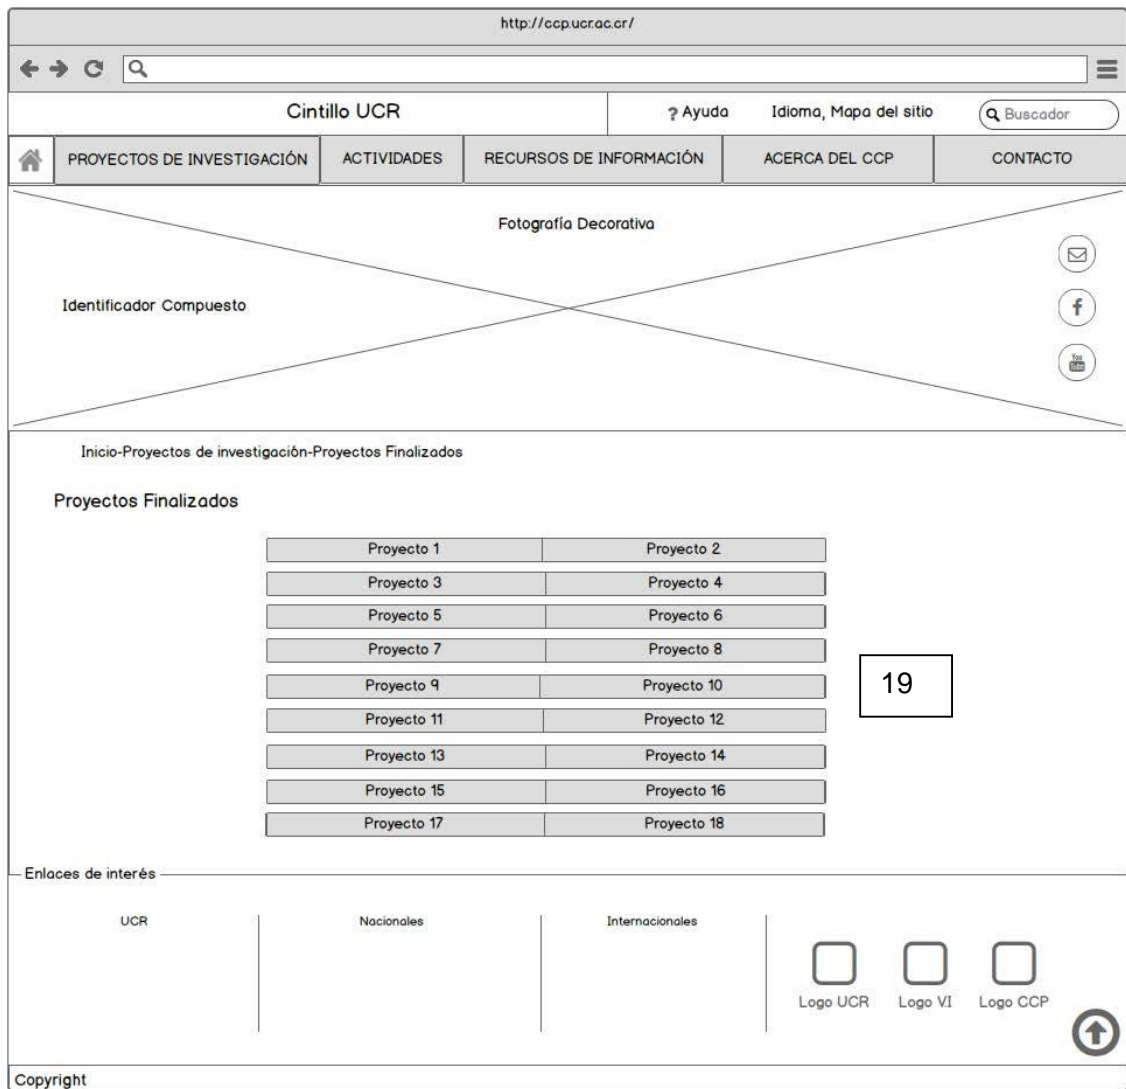 http://ccp.ucr.ac.cr/
Cintillo UCR ? Ayuda Idioma, Mapa del sitio Buscador
PROYECTOS DE INVESTIGACIÓN ACTIVIDADES RECURSOS DE INFORMACIÓN ACERCA DEL CCP CONTACTO
Fotografía Decorativa
Identificador Compuesto
You Tube
Inicio-Proyectos de investigación-Proyectos Finalizados
Proyectos Finalizados
Proyecto 1 Proyecto 2
Proyecto 3 Proyecto 4
Proyecto 5 Proyecto 6
Proyecto 7 Proyecto 8
Proyecto 9 Proyecto 10
19
Proyecto 11 Proyecto 12
Proyecto 13 Proyecto 14
Proyecto 15 Proyecto 16
Proyecto 17 Proyecto 18
Enlaces de interés
UCR Nacionales Internacionales
Logo UCR Logo VI Logo CCP
Copyright